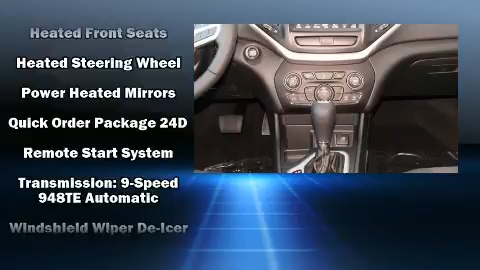 Heated Front Seats
Heated Steering Wheel
Power Heated Mirrors
Quick Order Package 24D
Remote Start System
Transmission: 9-Speed
948TE Automatic
Windshield Wiper De-Icer